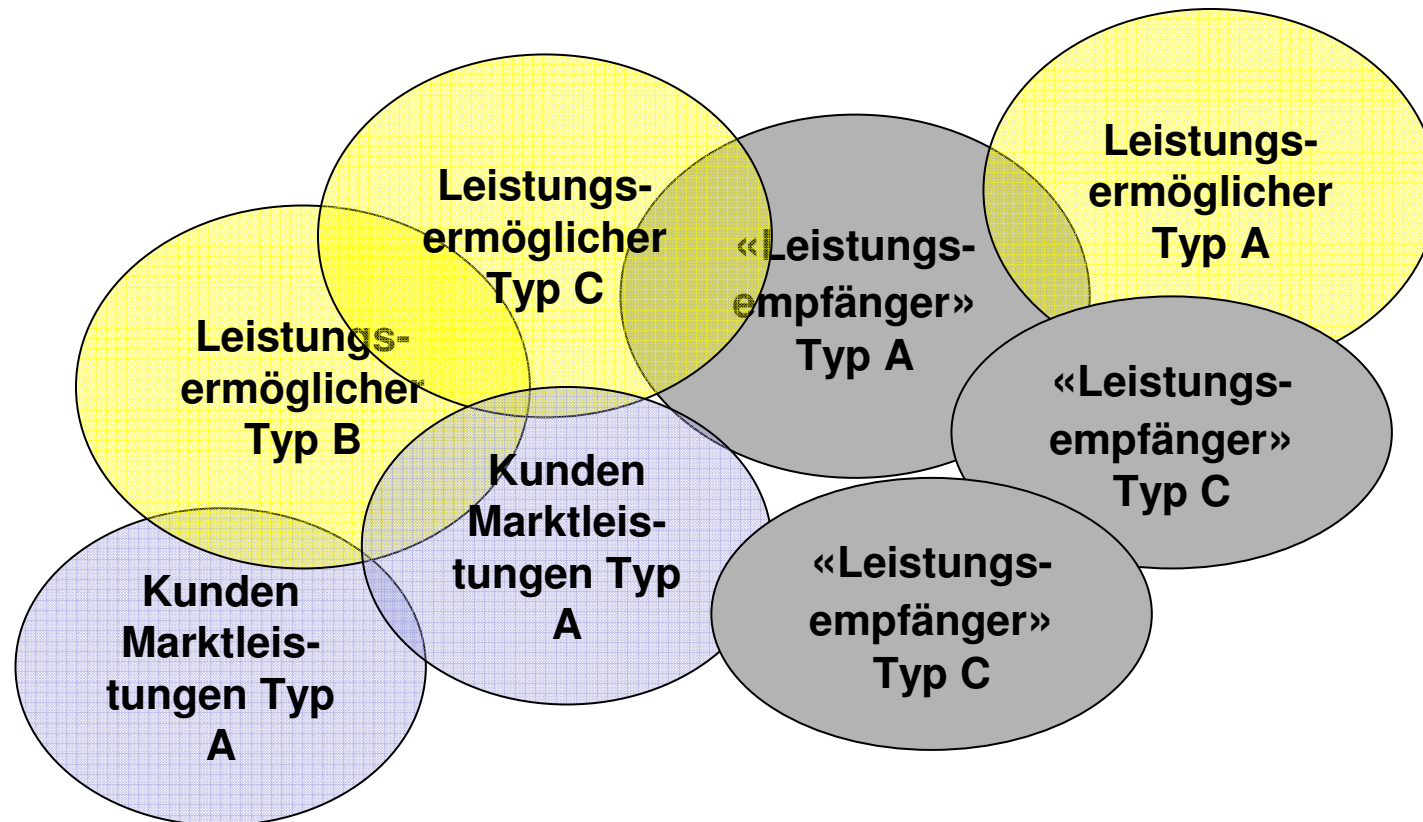 Leistungs-
ermöglicher
Typ A
Leistungs-
ermöglicher
Typ C
«Leistungs-
empfänger»
Typ A
Leistungs-
ermöglicher
Typ B
«Leistungs-
empfänger»
Typ C
Kunden
Marktleis-
tungen Typ
A
«Leistungs-
empfänger»
Typ C
Kunden
Marktleis-
tungen Typ
A